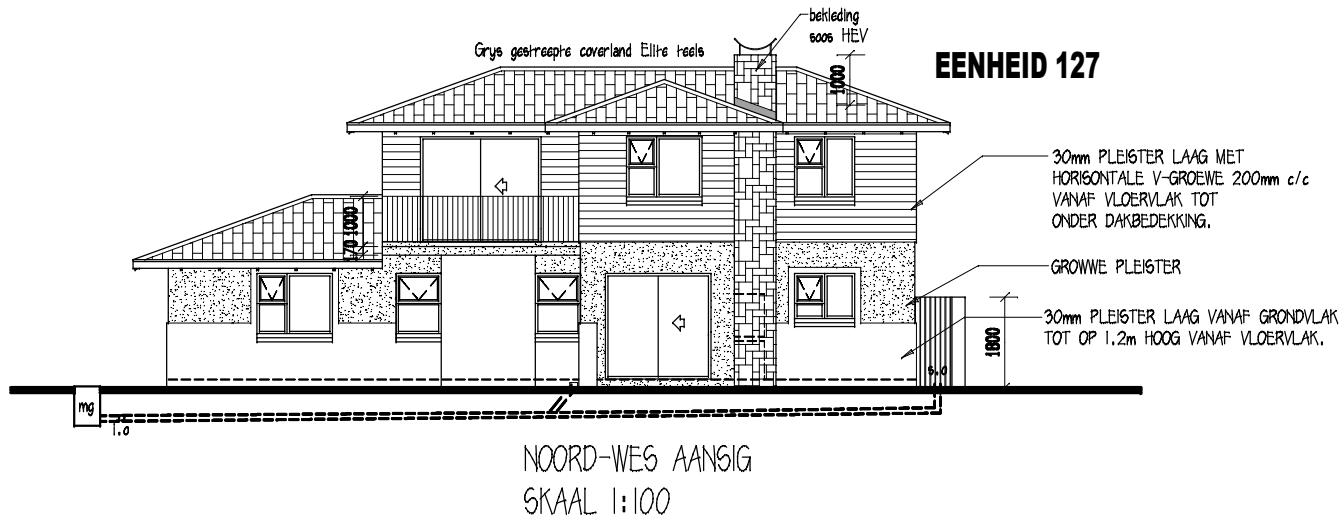 bekleding
soos HEV
Grys gestreepte coverland Elite teels
EENHEID 127
1000
30mm PLEISTER LAAG MET
HORISONTALE V-GROEWE 200mm c/c
VANAF VLOERVLAK TOT
ONDER DAKBEDEKKING.
170 1000
GROWWE PLEISTER
30mm PLEISTER LAAG VANAF GRONDVLAK
TOT OP 1.2m HOOG VANAF VLOERVLAK.
1800
S.O
mg
1.0
NOORD-WES AANSIG
SKAAL 1:100